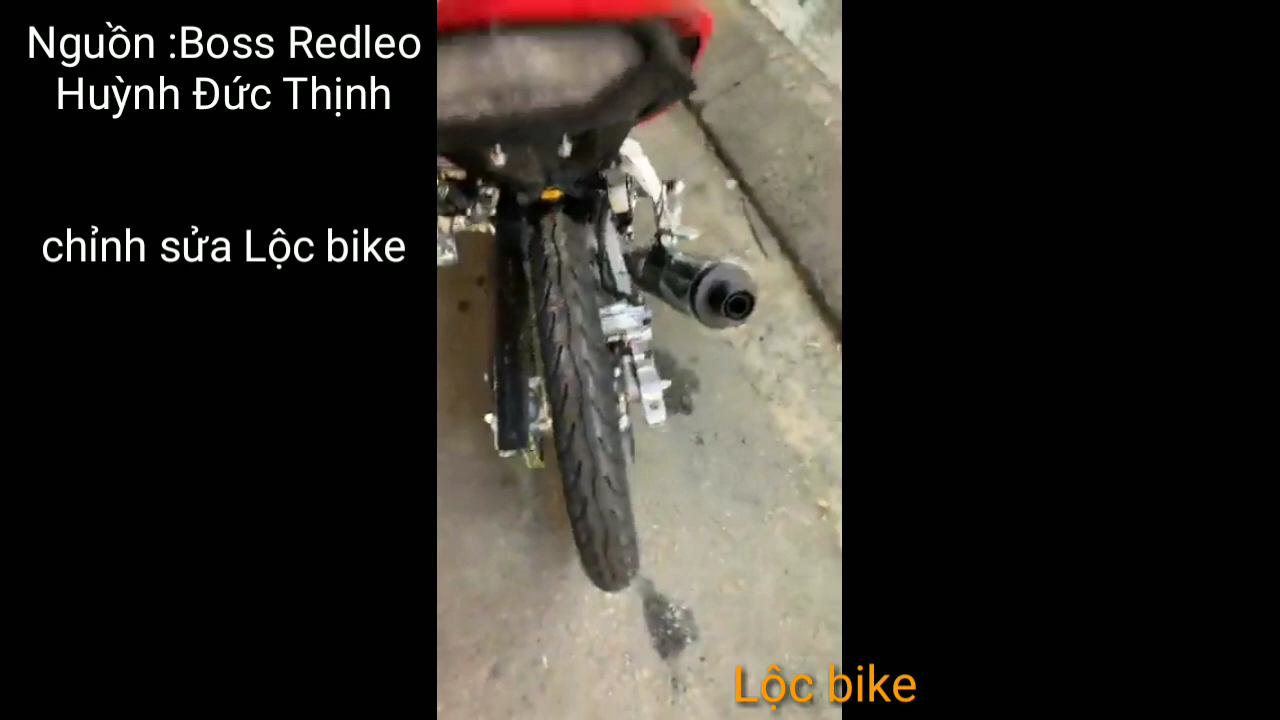 Nguồn :Boss Redleo
Huỳnh Đức Thịnh
chỉnh sửa Lộc bike
Lộc bike